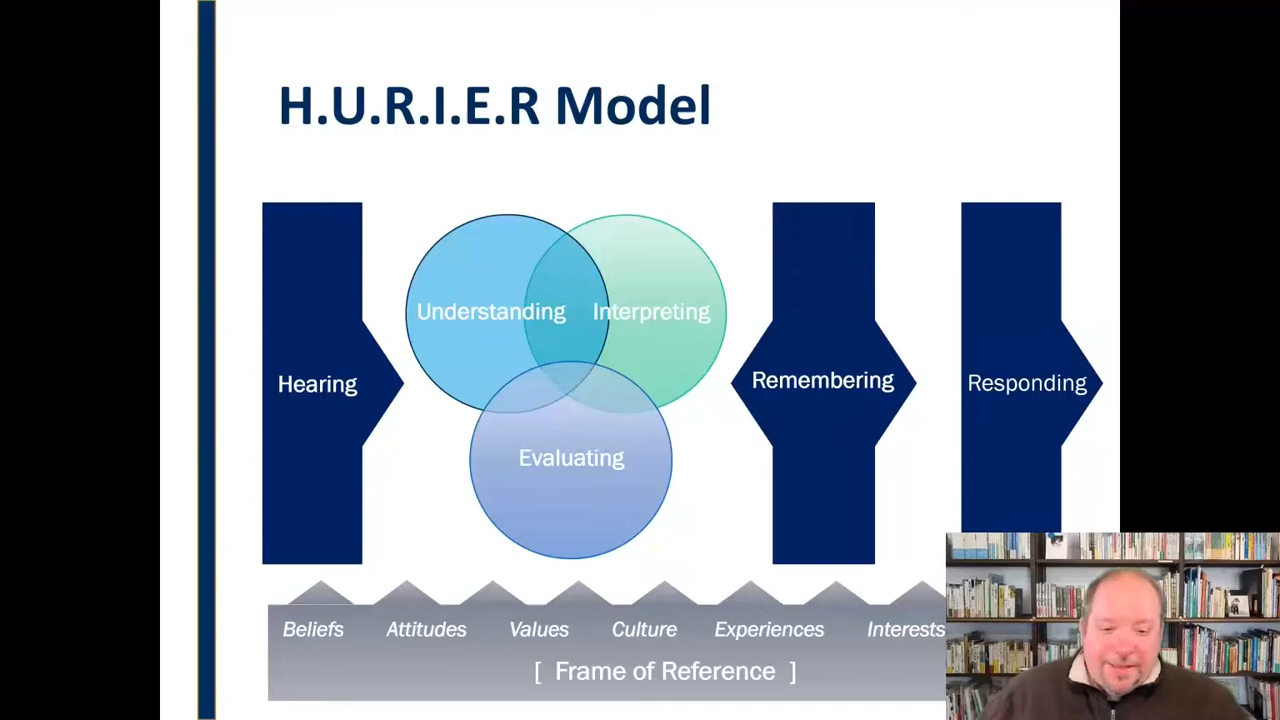 H.U.R.I.E.R Model
Understanding
Interpreting
Hearing
Remembering
Responding
Evaluating
Beliefs
Attitudes
Values
Culture
Experiences
Interests
[ Frame of Reference ]